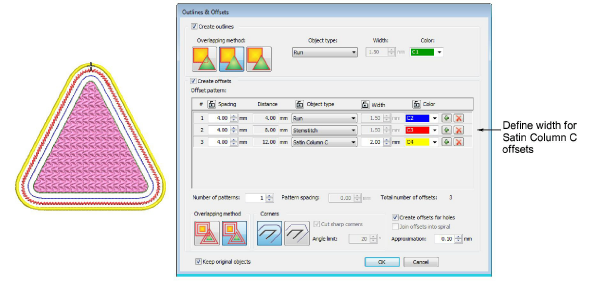 Outlines & Offsets
Create outlines
Overlapping method: Object type: Width: Color:
Run 1.50 mm C1
Create offsets
Offset pattern:
# Spacing Distance Object type Width Color
1 4.00 mm 4.00 mm Run 1.50 mm C2
2 4.00 mm 8.00 mm Stemstitch 1.50 mm C3
3 4.00 mm 12.00 mm Satin Column C 2.00 mm C4
Define width for
Satin Column C
offsets
Number of patterns: 1 Pattern spacing: 0.00 mm Total number of offsets: 3
Overlapping method Corners
Create offsets for holes
Cut sharp corners
Join offsets into spiral
Angle limit: 20 ° Approximation: 0.10 mm
Keep original objects
OK Cancel